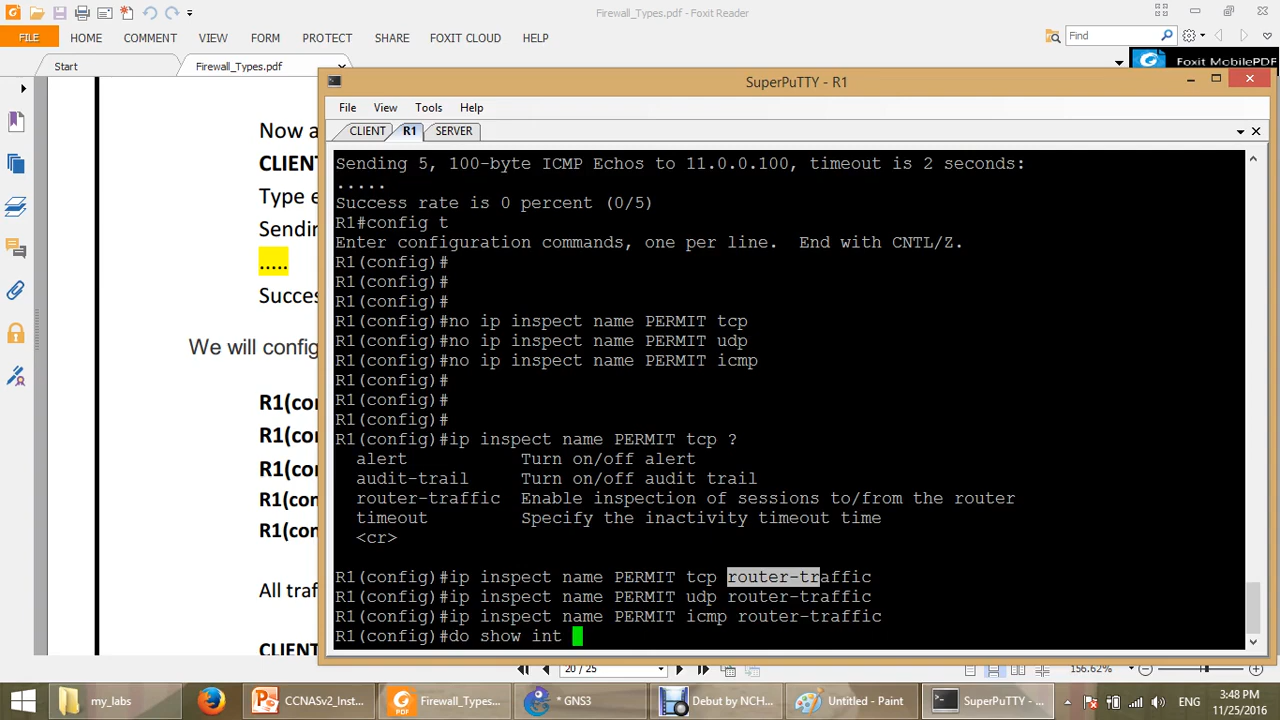 Firewall_Types.pdf - Foxit Reader
FILE HOME COMMENT VIEW FORM PROTECT SHARE FOXIT CLOUD HELP
Find
Start Firewall_Types.pdf
Foxit MobilePDF
SuperPuTTY - R1
File View Tools Help
CLIENT R1 SERVER
Now a
CLIENT
Type e
Sendin
.....
Succes
We will config
R1(con
R1(con
R1(con
R1(con
R1(con
All traf
CLIENT
Sending 5, 100-byte ICMP Echos to 11.0.0.100, timeout is 2 seconds:
.....
Success rate is 0 percent (0/5)
R1#config t
Enter configuration commands, one per line.  End with CNTL/Z.
R1(config)#
R1(config)#
R1(config)#
R1(config)#no ip inspect name PERMIT tcp
R1(config)#no ip inspect name PERMIT udp
R1(config)#no ip inspect name PERMIT icmp
R1(config)#
R1(config)#
R1(config)#
R1(config)#ip inspect name PERMIT tcp ?
alert Turn on/off alert
audit-trail Turn on/off audit trail
router-traffic Enable inspection of sessions to/from the router
timeout Specify the inactivity timeout time
<cr>
R1(config)#ip inspect name PERMIT tcp router-traffic
R1(config)#ip inspect name PERMIT udp router-traffic
R1(config)#ip inspect name PERMIT icmp router-traffic
R1(config)#do show int
20 / 25
156.62%
my_labs
CCNASv2_Inst...
Firewall_Types....
* GNS3
Debut by NCH...
Untitled - Paint
SuperPuTTY - ...
ENG
3:48 PM
11/25/2016